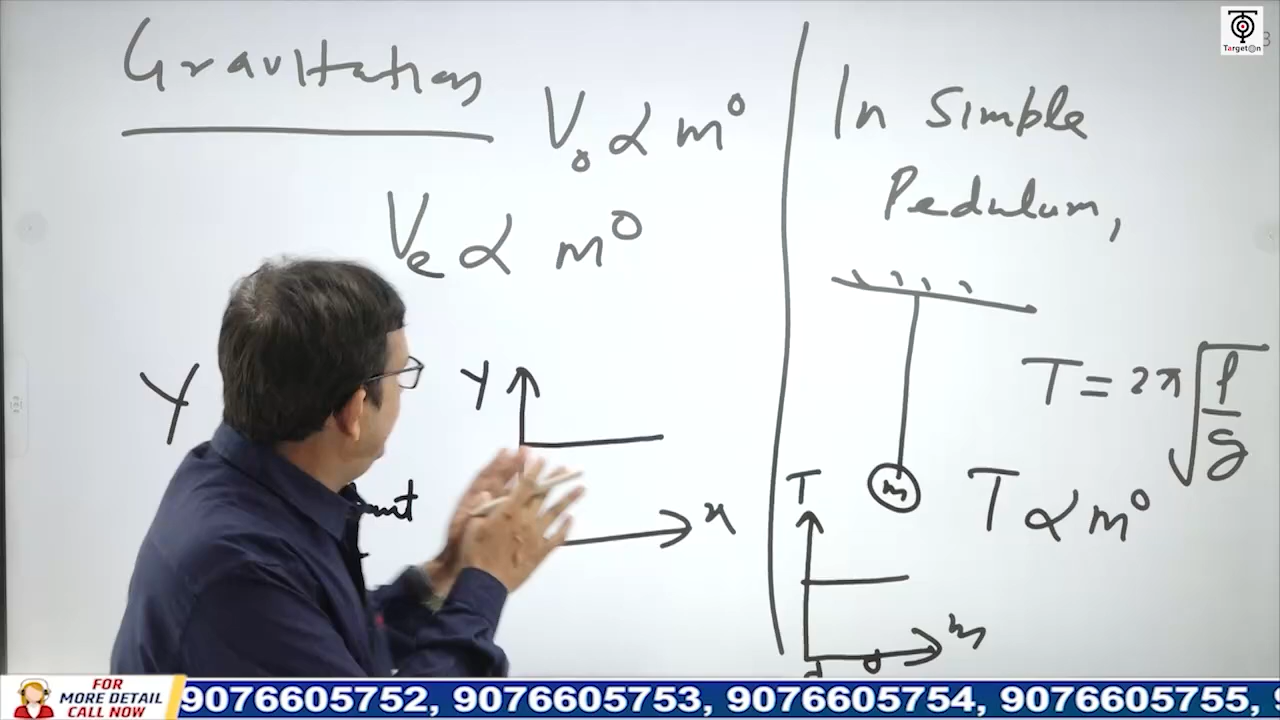 Gravitation
V₀ ∝ m⁰
Vₑ ∝ m⁰
Y
Y
x
In Simple
Pedulum,
m
T = 2π√(l/g)
T ∝ m⁰
T
m
TargetOn
FOR
MORE DETAIL
CALL NOW
9076605752, 9076605753, 9076605754, 9076605755,